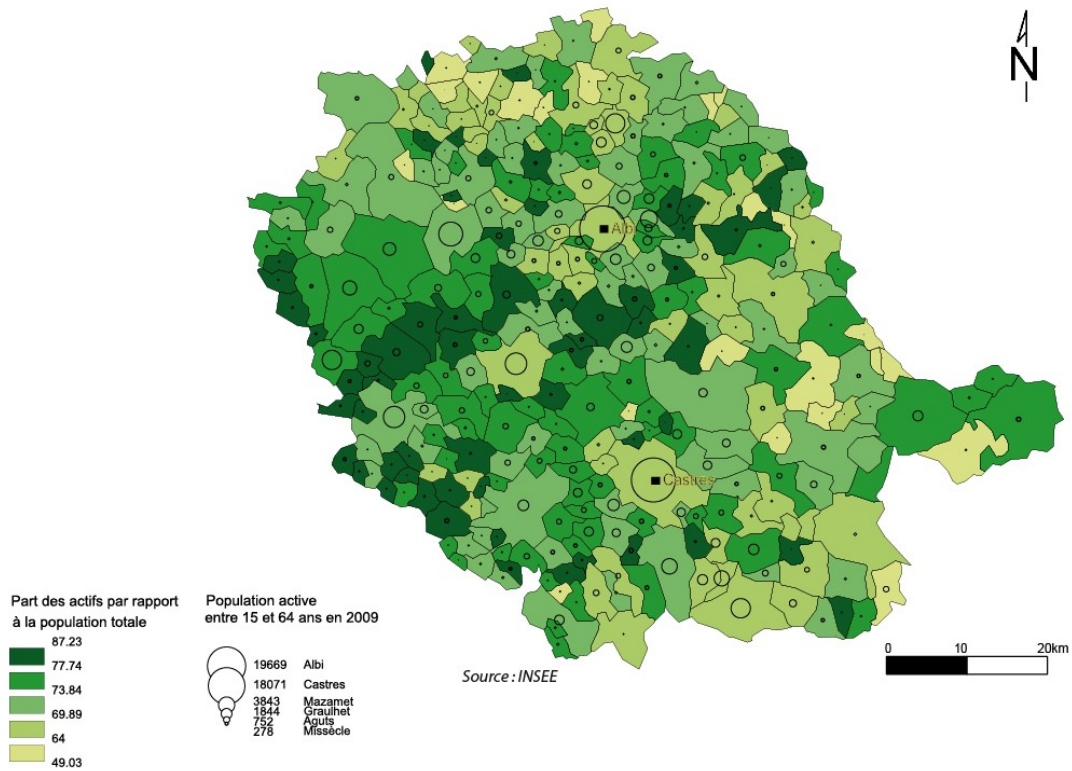 N
Albi
Castres
Part des actifs par rapport
à la population totale
87.23
77.74
73.84
69.89
64
49.03
Population active
entre 15 et 64 ans en 2009
19669 Albi
18071 Castres
3843 Mazamet
1844 Graulhet
752 Aguts
278 Missècle
Source : INSEE
0 10 20km